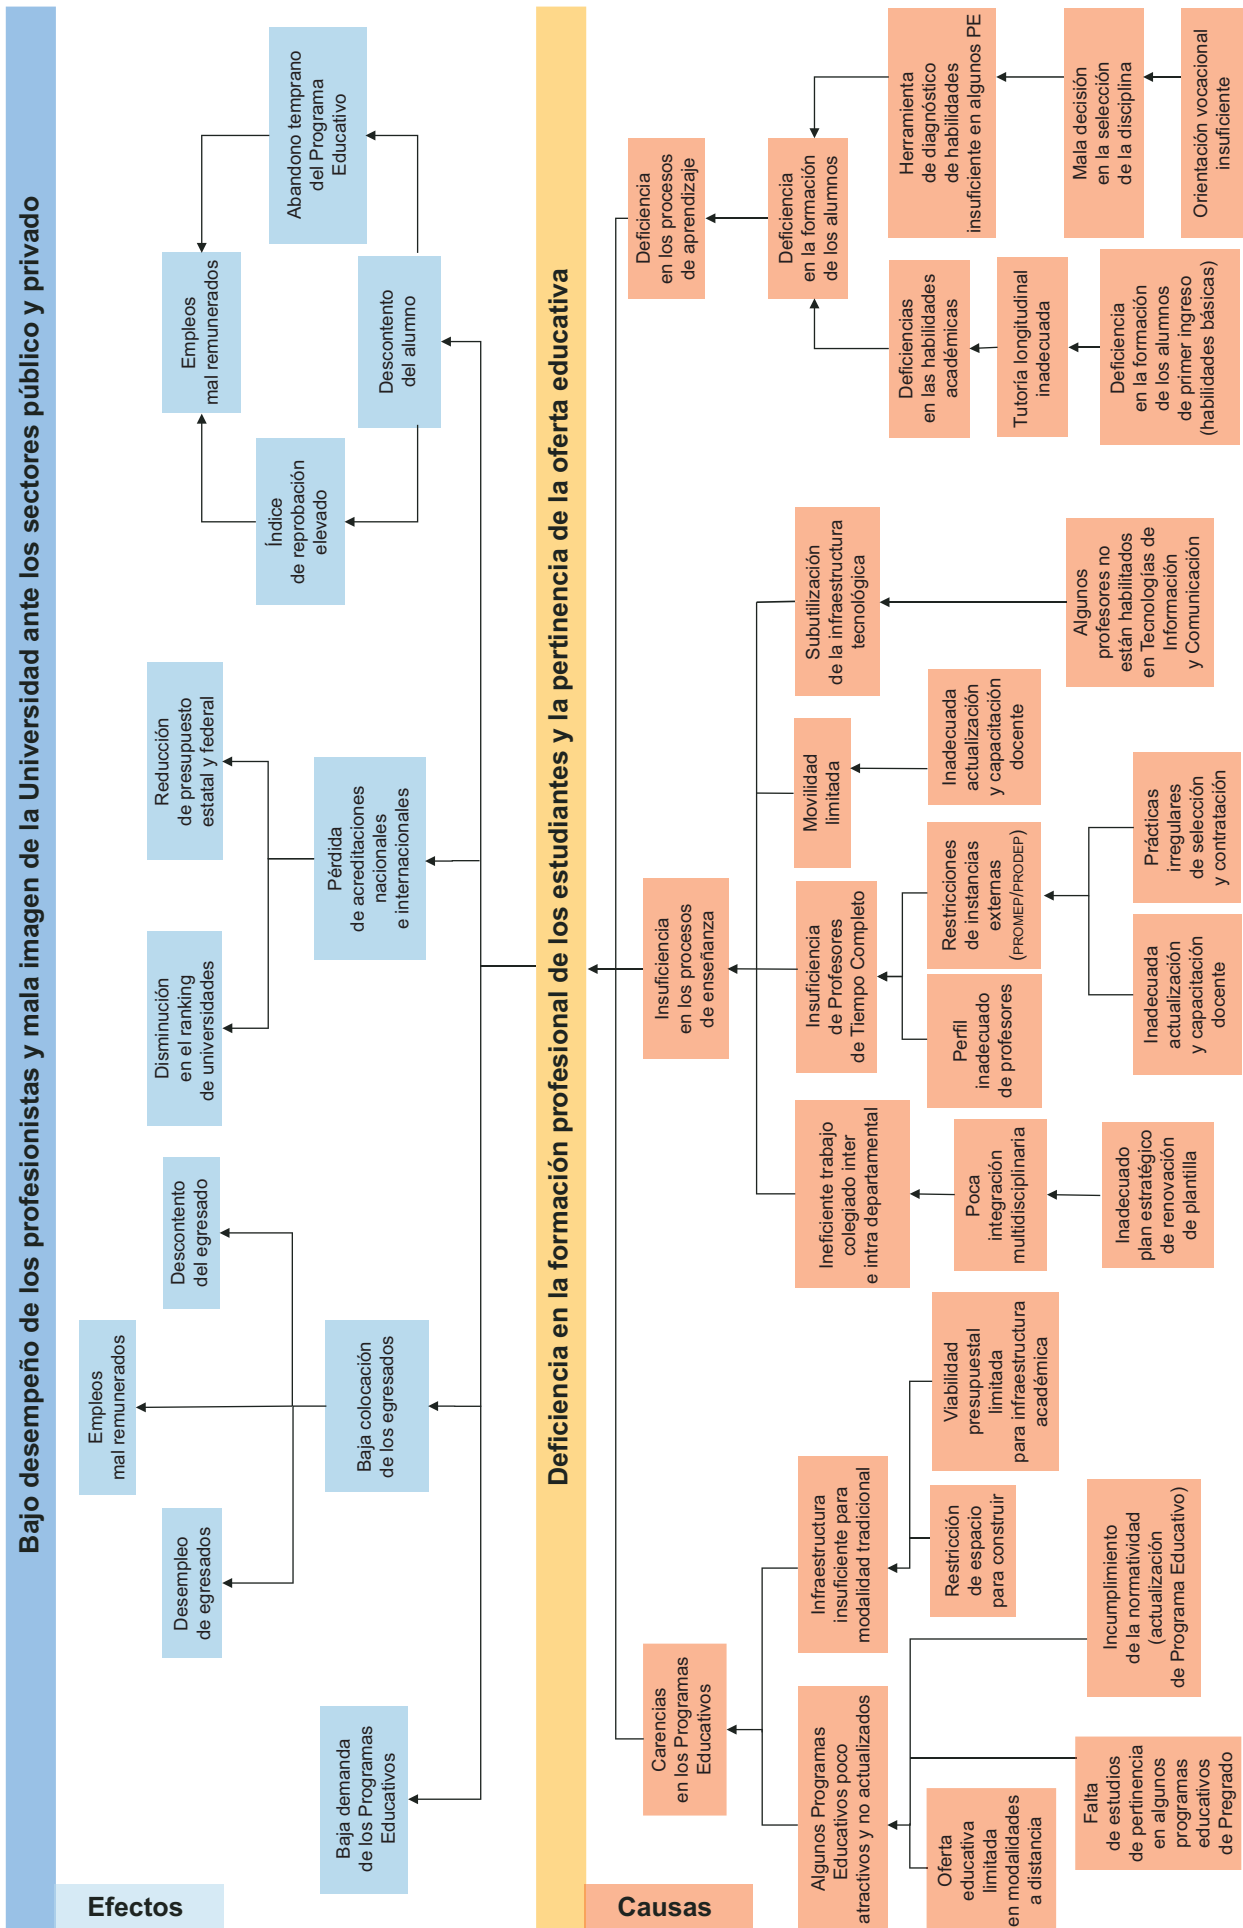 Bajo desempeño de los profesionistas y mala imagen de la Universidad ante los sectores público y privado
Efectos
Empleos
mal remunerados
Desempleo
de egresados
Descontento
del egresado
Disminución
en el ranking
de universidades
Reducción
de presupuesto
estatal y federal
Empleos
mal remunerados
Índice
de reprobación
elevado
Abandono temprano
del Programa
Educativo
Baja demanda
de los Programas
Educativos
Baja colocación
de los egresados
Pérdida
de acreditaciones
nacionales
e internacionales
Descontento
del alumno
Deficiencia en la formación profesional de los estudiantes y la pertinencia de la oferta educativa
Causas
Carencias
en los Programas
Educativos
Insuficiencia
en los procesos
de enseñanza
Deficiencia
en los procesos
de aprendizaje
Algunos Programas
Educativos poco
atractivos y no actualizados
Infraestructura
insuficiente para
modalidad tradicional
Ineficiente trabajo
colegiado inter
e intra departamental
Insuficiencia
de Profesores
de Tiempo Completo
Movilidad
limitada
Subutilización
de la infraestructura
tecnológica
Deficiencia
en la formación
de los alumnos
Oferta
educativa
limitada
en modalidades
a distancia
Restricción
de espacio
para construir
Viabilidad
presupuestal
limitada
para infraestructura
académica
Poca
integración
multidisciplinaria
Perfil
inadecuado
de profesores
Restricciones
de instancias
externas
(PROMEP/PRODEP)
Inadecuada
actualización
y capacitación
docente
Deficiencias
en las habilidades
académicas
Herramienta
de diagnóstico
de habilidades
insuficiente en algunos PE
Tutoría longitudinal
inadecuada
Mala decisión
en la selección
de la disciplina
Falta
de estudios
de pertinencia
en algunos
programas
educativos
de Pregrado
Incumplimiento
de la normatividad
(actualización
de Programa Educativo)
Inadecuado
plan estratégico
de renovación
de plantilla
Inadecuada
actualización
y capacitación
docente
Prácticas
irregulares
de selección
y contratación
Algunos
profesores no
están habilitados
en Tecnologías de
Información
y Comunicación
Deficiencia
en la formación
de los alumnos
de primer ingreso
(habilidades básicas)
Orientación vocacional
insuficiente